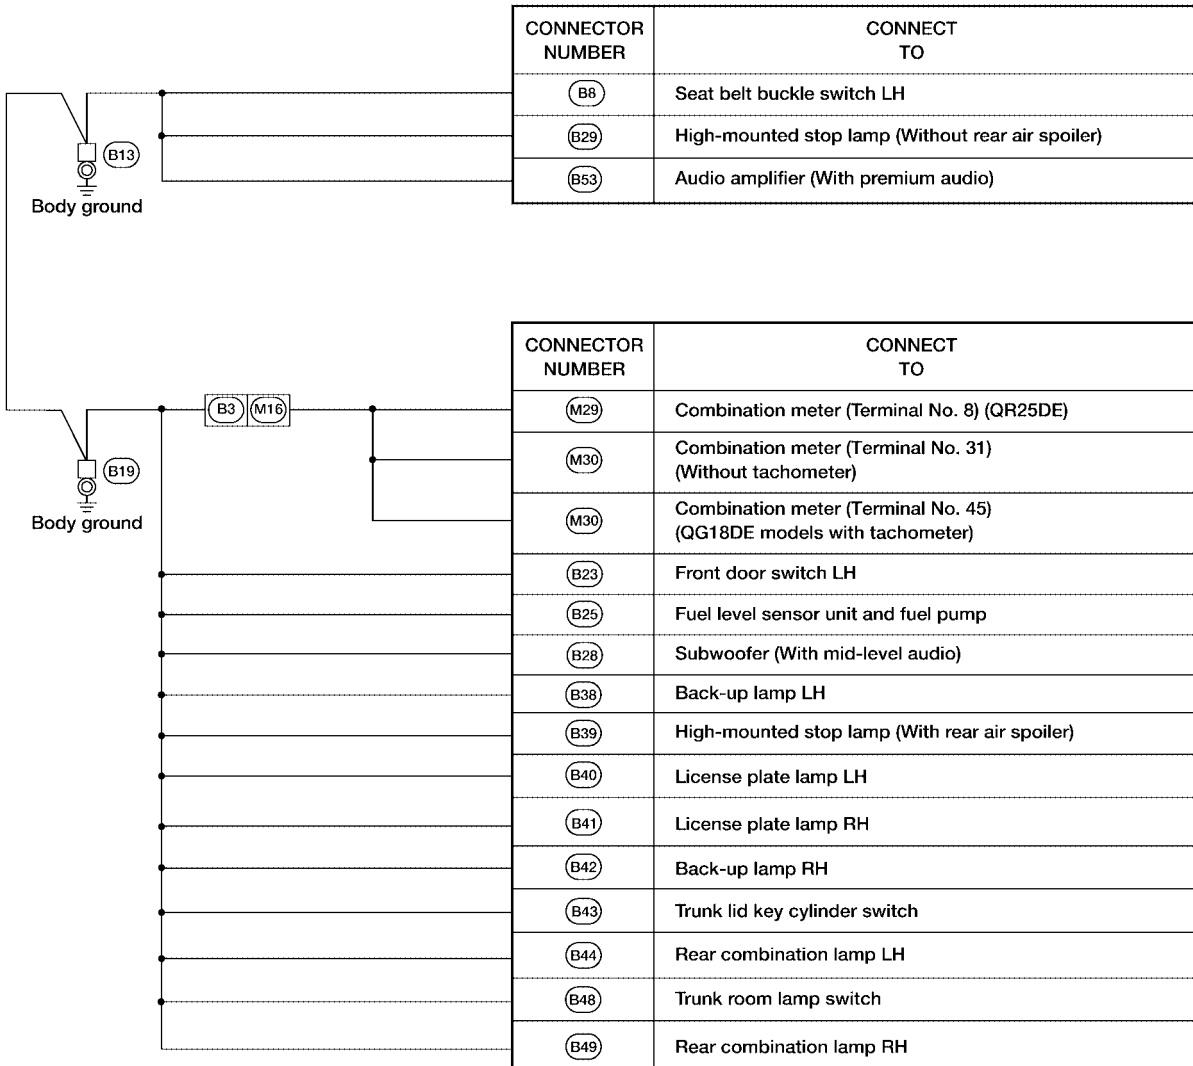 CONNECTOR NUMBER CONNECT TO
B8 Seat belt buckle switch LH
B29 High-mounted stop lamp (Without rear air spoiler)
B13
B53 Audio amplifier (With premium audio)
Body ground
CONNECTOR NUMBER CONNECT TO
B3 M16 M29 Combination meter (Terminal No. 8) (QR25DE)
M30 Combination meter (Terminal No. 31)
(Without tachometer)
B19
M30 Combination meter (Terminal No. 45)
(QG18DE models with tachometer)
Body ground
B23 Front door switch LH
B25 Fuel level sensor unit and fuel pump
B28 Subwoofer (With mid-level audio)
B38 Back-up lamp LH
B39 High-mounted stop lamp (With rear air spoiler)
B40 License plate lamp LH
B41 License plate lamp RH
B42 Back-up lamp RH
B43 Trunk lid key cylinder switch
B44 Rear combination lamp LH
B48 Trunk room lamp switch
B49 Rear combination lamp RH